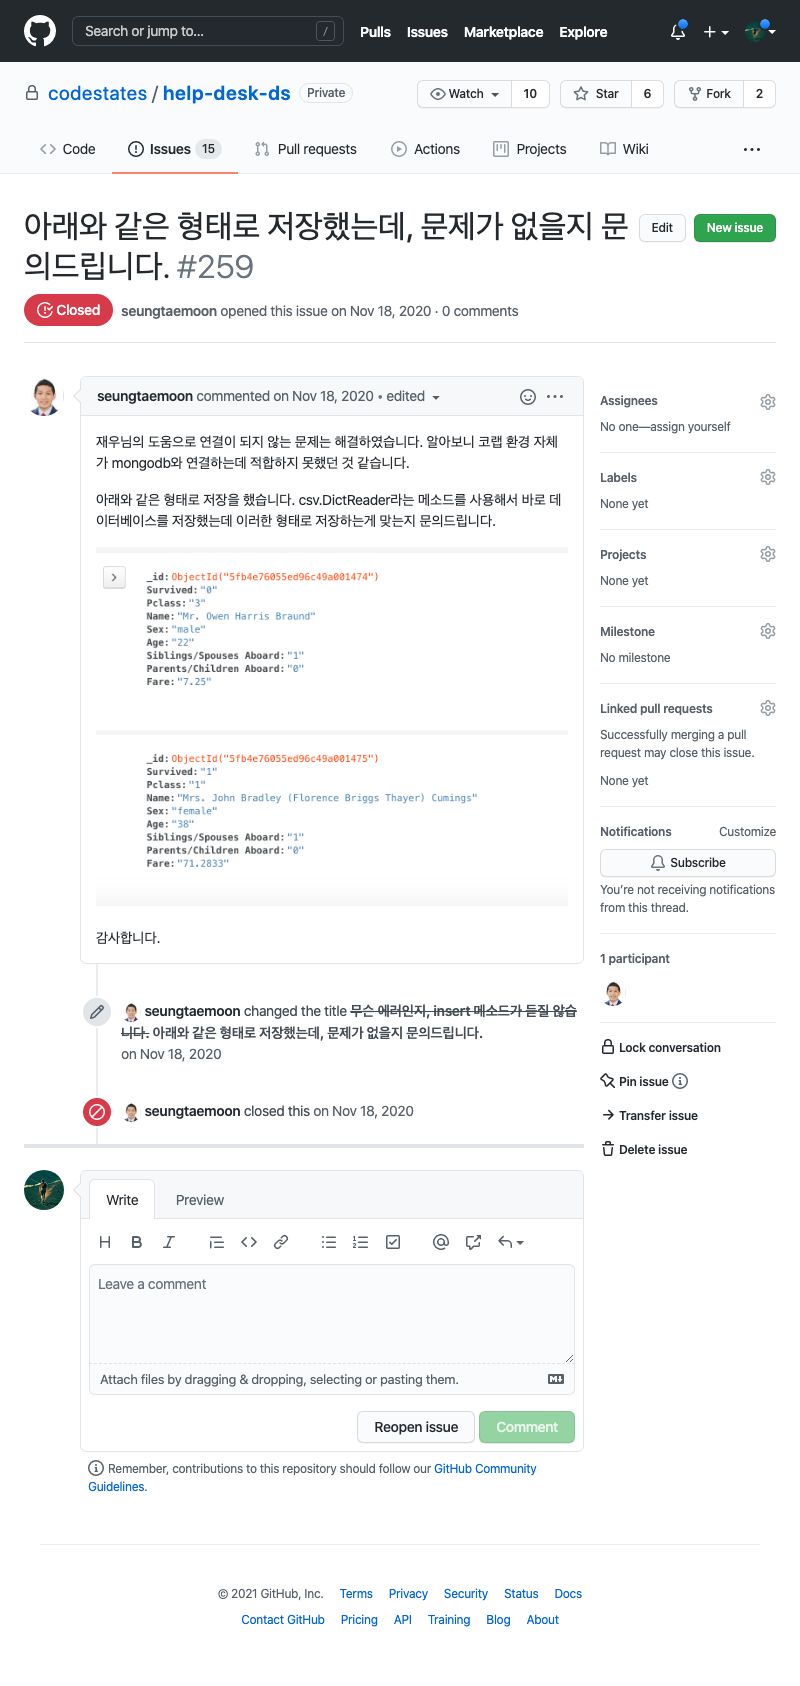 Search or jump to... /
Pulls Issues Marketplace Explore
codestates / help-desk-ds Private
Watch 10 Star 6 Fork 2
Code Issues 15 Pull requests Actions Projects Wiki
아래와 같은 형태로 저장했는데, 문제가 없을지 문
의드립니다. #259
Edit New issue
Closed seungtaemoon opened this issue on Nov 18, 2020 · 0 comments
seungtaemoon commented on Nov 18, 2020 • edited
재우님의 도움으로 연결이 되지 않는 문제는 해결하였습니다. 알아보니 코랩 환경 자체
가 mongodb와 연결하는데 적합하지 못했던 것 같습니다.
아래와 같은 형태로 저장을 했습니다. csv.DictReader라는 메소드를 사용해서 바로 데
이터베이스를 저장했는데 이러한 형태로 저장하는게 맞는지 문의드립니다.
_id: ObjectId("5fb4e76055ed96c49a001474")
Survived: "0"
Pclass: "3"
Name: "Mr. Owen Harris Braund"
Sex: "male"
Age: "22"
Siblings/Spouses Aboard: "1"
Parents/Children Aboard: "0"
Fare: "7.25"
_id: ObjectId("5fb4e76055ed96c49a001475")
Survived: "1"
Pclass: "1"
Name: "Mrs. John Bradley (Florence Briggs Thayer) Cumings"
Sex: "female"
Age: "38"
Siblings/Spouses Aboard: "1"
Parents/Children Aboard: "0"
Fare: "71.2833"
감사합니다.
seungtaemoon changed the title 무슨 에러인지, insert 메소드가 듣질 않습
니다. 아래와 같은 형태로 저장했는데, 문제가 없을지 문의드립니다.
on Nov 18, 2020
seungtaemoon closed this on Nov 18, 2020
Assignees
No one—assign yourself
Labels
None yet
Projects
None yet
Milestone
No milestone
Linked pull requests
Successfully merging a pull
request may close this issue.
None yet
Notifications Customize
Subscribe
You're not receiving notifications
from this thread.
1 participant
Lock conversation
Pin issue
Transfer issue
Delete issue
Write Preview
H B I
Leave a comment
Attach files by dragging & dropping, selecting or pasting them.
Reopen issue Comment
Remember, contributions to this repository should follow our GitHub Community
Guidelines.
© 2021 GitHub, Inc. Terms Privacy Security Status Docs
Contact GitHub Pricing API Training Blog About